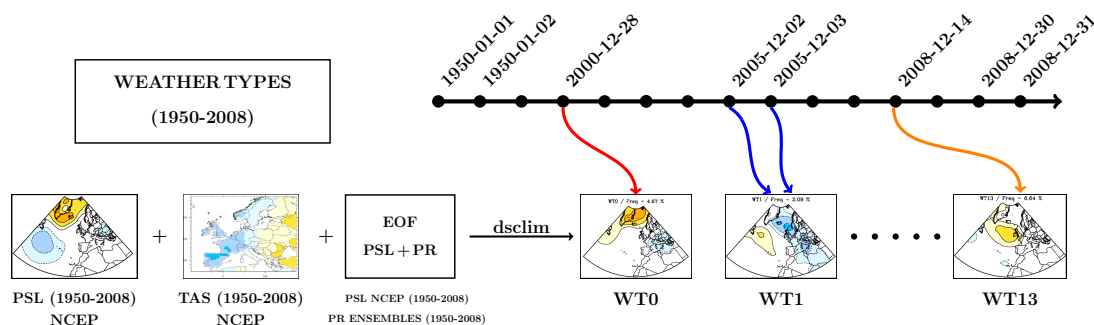 1950-01-01
1950-01-02
2000-12-28
2005-12-02
2005-12-03
2008-12-14
2008-12-30
2008-12-31
WEATHER TYPES
(1950-2008)
WT0 / Freq = 4.67 %
WT1 / Freq = 2.09 %
WT13 / Freq = 6.64 %
+
+
EOF
PSL+PR
dsclim
PSL (1950-2008)
NCEP
TAS (1950-2008)
NCEP
PSL NCEP (1950-2008)
PR ENSEMBLES (1950-2008)
WT0
WT1
WT13